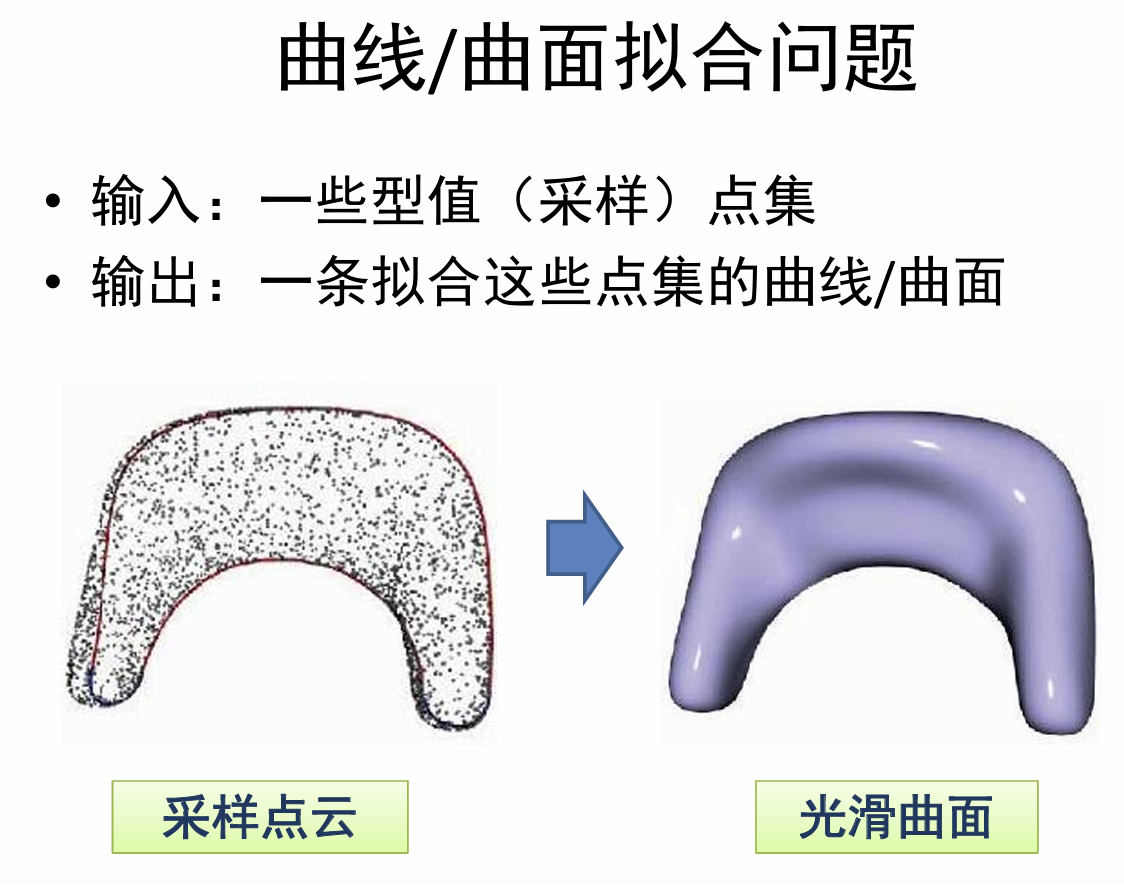 曲线/曲面拟合问题
• 输入：一些型值（采样）点集
• 输出：一条拟合这些点集的曲线/曲面
采样点云
光滑曲面